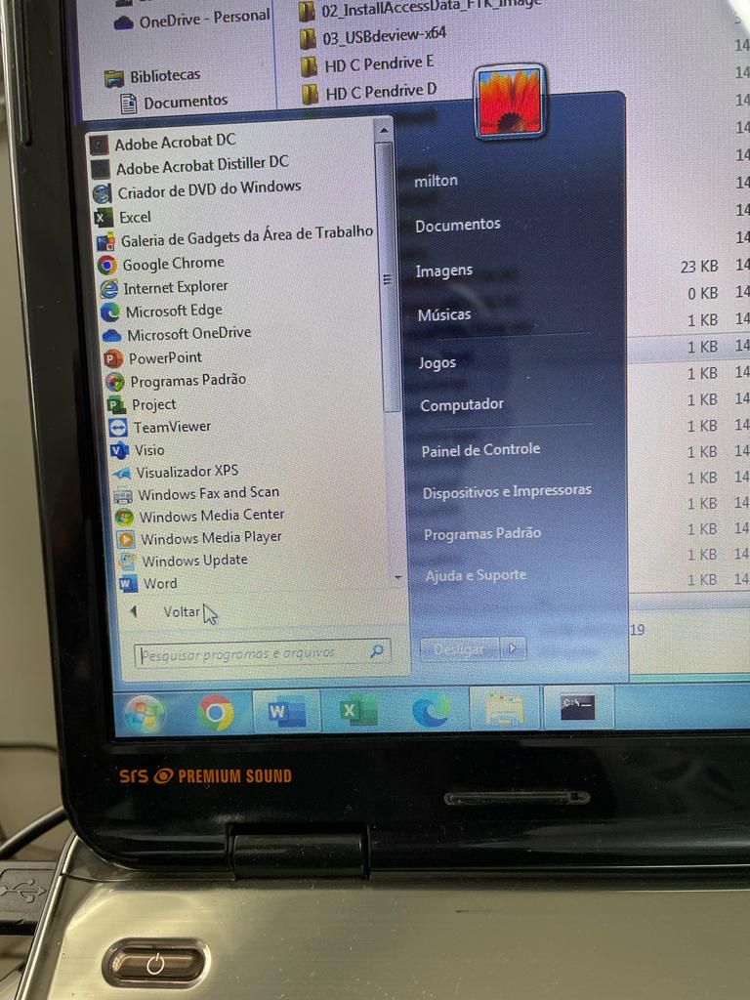 OneDrive - Personal
Bibliotecas
Documentos
02_InstallAccessData_FTK_Image
03_USBdeview-x64
HD C Pendrive E
HD C Pendrive D
Adobe Acrobat DC
Adobe Acrobat Distiller DC
Criador de DVD do Windows
Excel
Galeria de Gadgets da Área de Trabalho
Google Chrome
Internet Explorer
Microsoft Edge
Microsoft OneDrive
PowerPoint
Programas Padrão
Project
TeamViewer
Visio
Visualizador XPS
Windows Fax and Scan
Windows Media Center
Windows Media Player
Windows Update
Word
Voltar
Pesquisar programas e arquivos
milton
Documentos
Imagens
Músicas
Jogos
Computador
Painel de Controle
Dispositivos e Impressoras
Programas Padrão
Ajuda e Suporte
Desligar
14
14
14
14
14
14
14
14
23 KB 14
0 KB 14
1 KB 14
1 KB 14
1 KB 14
1 KB 14
1 KB 14
1 KB 14
1 KB 14
1 KB 14
1 KB 14
1 KB 14
1 KB 14
19
C:\
SRS PREMIUM SOUND